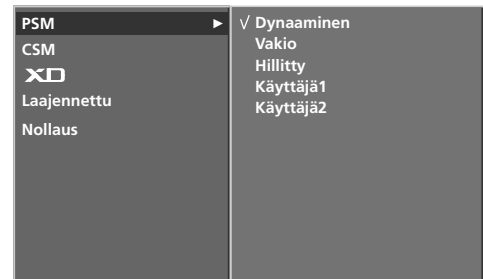 PSM ►
CSM
XD
Laajennettu
Nollaus
√ Dynaaminen
Vakio
Hillitty
Käyttäjä1
Käyttäjä2